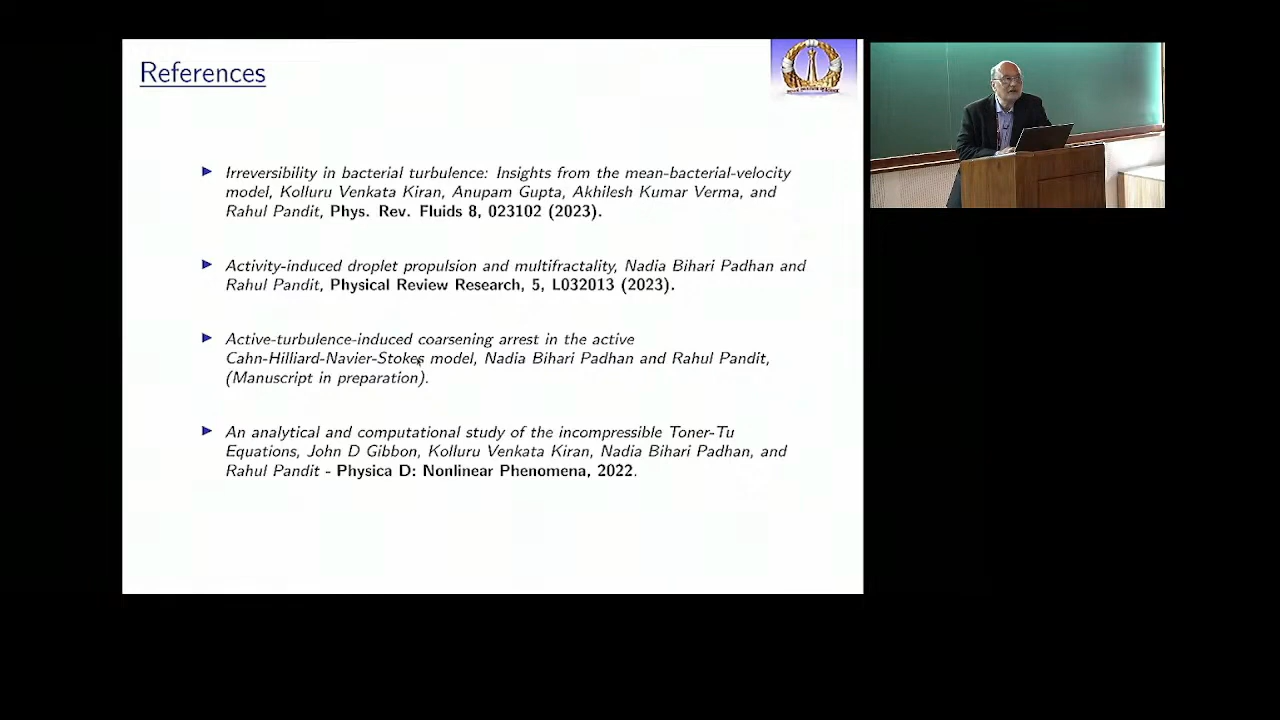 References
Irreversibility in bacterial turbulence: Insights from the mean-bacterial-velocity
model, Kolluru Venkata Kiran, Anupam Gupta, Akhilesh Kumar Verma, and
Rahul Pandit, Phys. Rev. Fluids 8, 023102 (2023).
Activity-induced droplet propulsion and multifractality, Nadia Bihari Padhan and
Rahul Pandit, Physical Review Research, 5, L032013 (2023).
Active-turbulence-induced coarsening arrest in the active
Cahn-Hilliard-Navier-Stokes model, Nadia Bihari Padhan and Rahul Pandit,
(Manuscript in preparation).
An analytical and computational study of the incompressible Toner-Tu
Equations, John D Gibbon, Kolluru Venkata Kiran, Nadia Bihari Padhan, and
Rahul Pandit - Physica D: Nonlinear Phenomena, 2022.